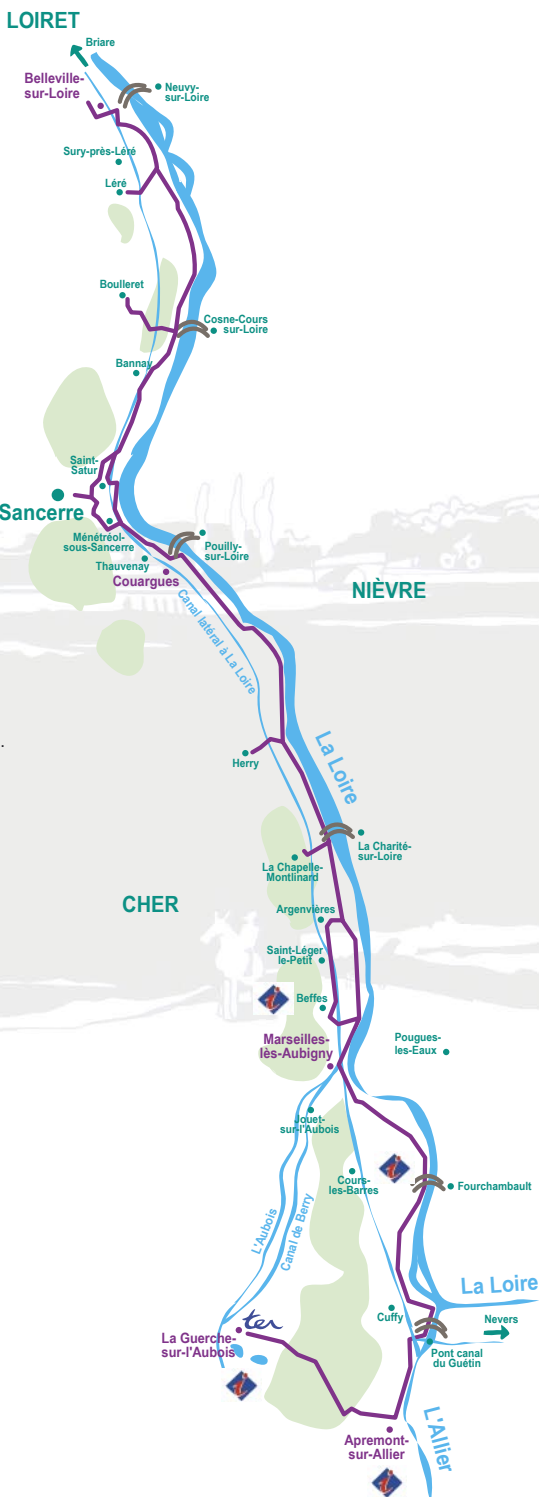 LOIRET
Briare
Belleville-
sur-Loire
Neuvy-
sur-Loire
Sury-près-Léré
Léré
Boulleret
Cosne-Cours
sur-Loire
Bannay
Saint-
Satur
Sancerre
Ménétréol-
sous-Sancerre
Pouilly-
sur-Loire
Thauvenay
Couargues
NIÈVRE
Canal latéral à La Loire
.
Herry
La Loire
La Charité-
sur-Loire
La Chapelle-
Montlinard
CHER
Argenvières
Saint-Léger
le-Petit
i
Beffes
Marseilles-
lès-Aubigny
Pougues-
les-Eaux
Jouet-
sur-l'Aubois
i
Cours-
les-Barres
Fourchambault
L'Aubois
Canal de Berry
La Loire
ter
Cuffy
Nevers
La Guerche-
sur-l'Aubois
Pont canal
du Guétin
i
L'Allier
Apremont-
sur-Allier
i